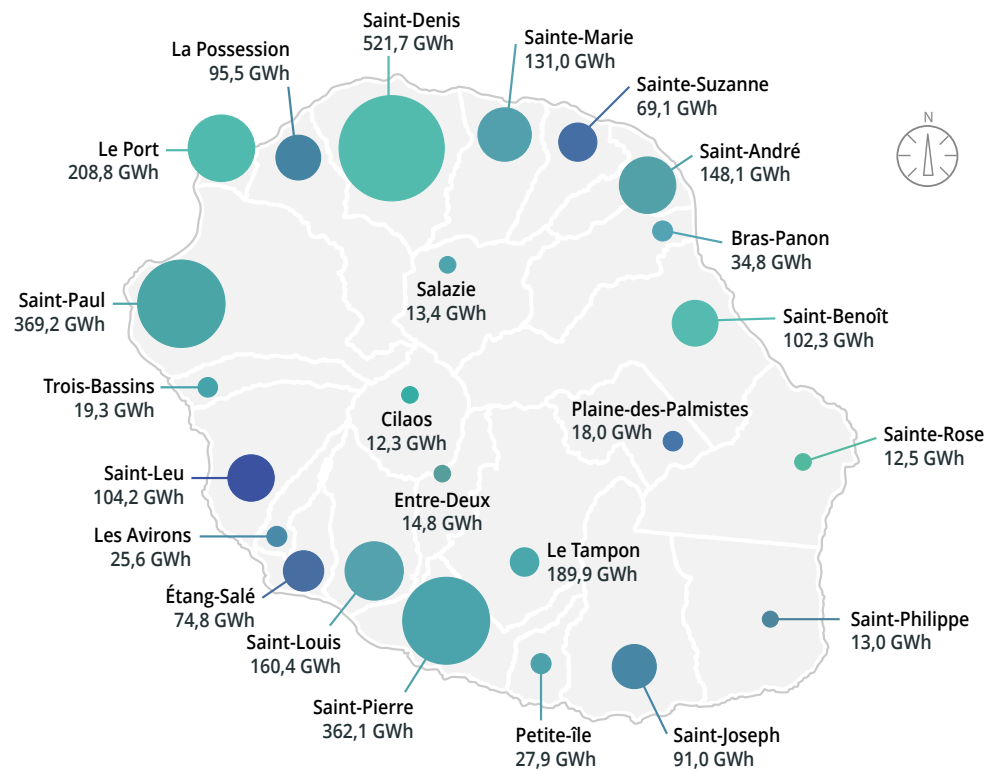 Saint-Denis
521,7 GWh
La Possession
95,5 GWh
Sainte-Marie
131,0 GWh
Sainte-Suzanne
69,1 GWh
N
Le Port
208,8 GWh
Saint-André
148,1 GWh
Bras-Panon
34,8 GWh
Salazie
13,4 GWh
Saint-Paul
369,2 GWh
Saint-Benoît
102,3 GWh
Trois-Bassins
19,3 GWh
Cilaos
12,3 GWh
Plaine-des-Palmistes
18,0 GWh
Sainte-Rose
12,5 GWh
Saint-Leu
104,2 GWh
Entre-Deux
14,8 GWh
Les Avirons
25,6 GWh
Le Tampon
189,9 GWh
Étang-Salé
74,8 GWh
Saint-Philippe
13,0 GWh
Saint-Louis
160,4 GWh
Saint-Pierre
362,1 GWh
Petite-île
27,9 GWh
Saint-Joseph
91,0 GWh